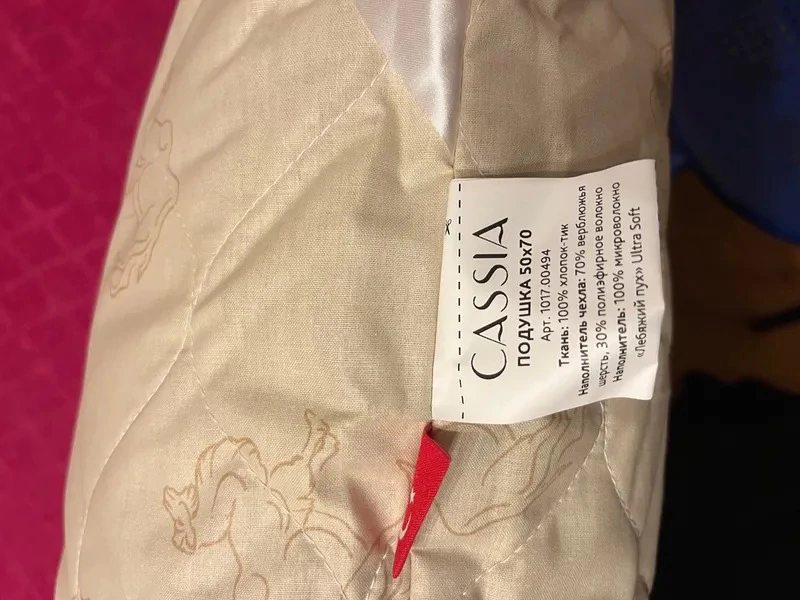 CASSIA
ПОДУШКА 50х70
Арт. 1017.00494
Ткань: 100% хлопок-тик
Наполнитель чехла: 70% верблюжья
шерсть, 30% полиэфирное волокно
Наполнитель: 100% микроволокно
«Лебяжий пух» Ultra Soft